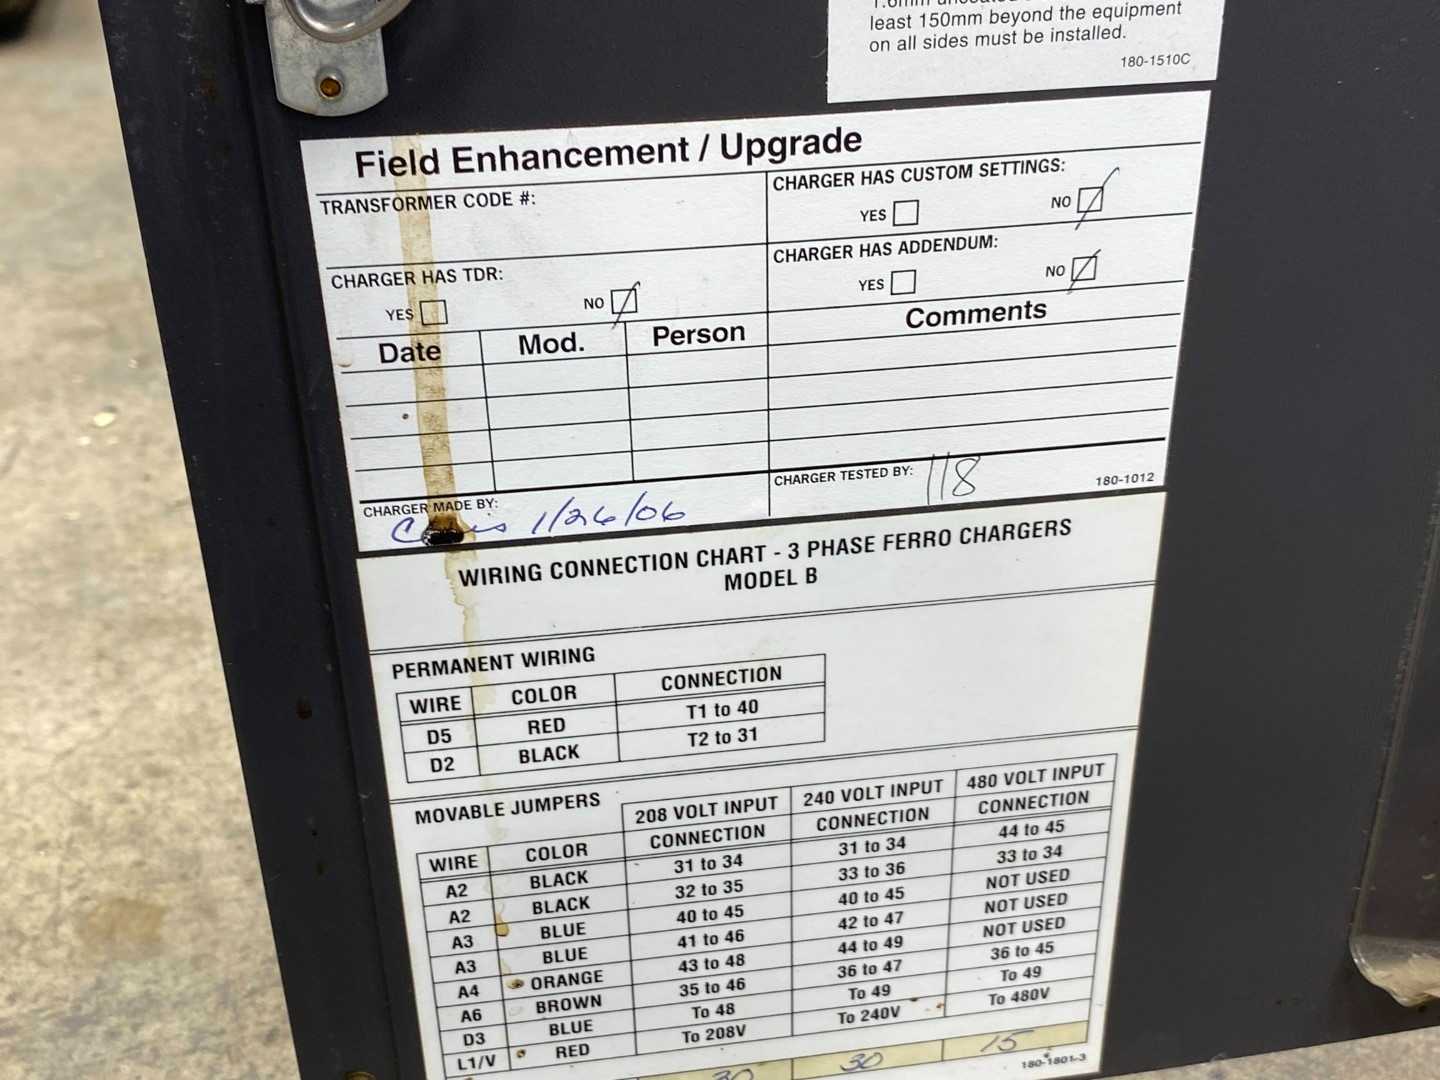 least 150mm beyond the equipment
on all sides must be installed.
180-1510C
Field Enhancement / Upgrade
TRANSFORMER CODE #:
CHARGER HAS CUSTOM SETTINGS:
YES NO
CHARGER HAS TDR:
YES NO
CHARGER HAS ADDENDUM:
YES NO
Date Mod. Person Comments
CHARGER MADE BY: 1/26/06
CHARGER TESTED BY: 118
180-1012
WIRING CONNECTION CHART - 3 PHASE FERRO CHARGERS
MODEL B
PERMANENT WIRING
WIRE COLOR CONNECTION
D5 RED T1 to 40
D2 BLACK T2 to 31
MOVABLE JUMPERS 208 VOLT INPUT 240 VOLT INPUT 480 VOLT INPUT
WIRE COLOR CONNECTION CONNECTION CONNECTION
A2 BLACK 31 to 34 31 to 34 44 to 45
A2 BLACK 32 to 35 33 to 36 33 to 34
A3 BLUE 40 to 45 40 to 45 NOT USED
A3 BLUE 41 to 46 42 to 47 NOT USED
A4 ORANGE 43 to 48 44 to 49 NOT USED
A6 BROWN 35 to 46 36 to 47 36 to 45
D3 BLUE To 48 To 49 To 49
L1/V RED To 208V To 240V To 480V
30 30 15
180-1801-3